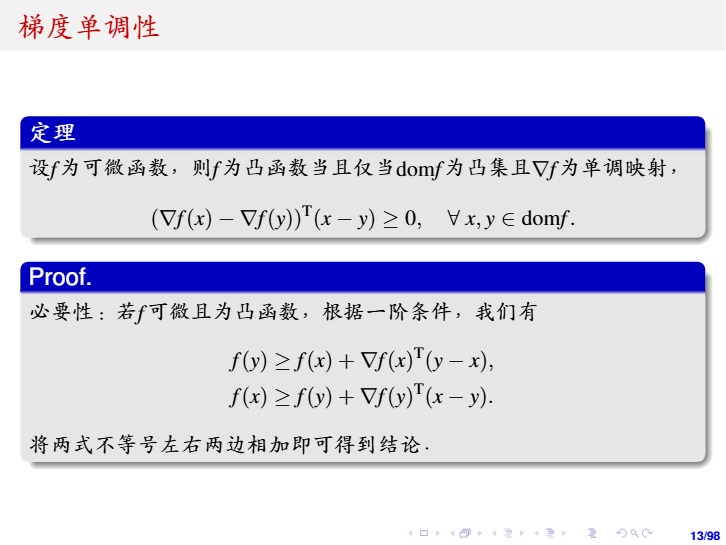 梯度单调性
定理
设f为可微函数，则f为凸函数当且仅当domf为凸集且∇f为单调映射，
(∇f(x) − ∇f(y))ᵀ(x − y) ≥ 0, ∀ x, y ∈ domf.
Proof.
必要性：若f可微且为凸函数，根据一阶条件，我们有
f(y) ≥ f(x) + ∇f(x)ᵀ(y − x),
f(x) ≥ f(y) + ∇f(y)ᵀ(x − y).
将两式不等号左右两边相加即可得到结论.
13/98